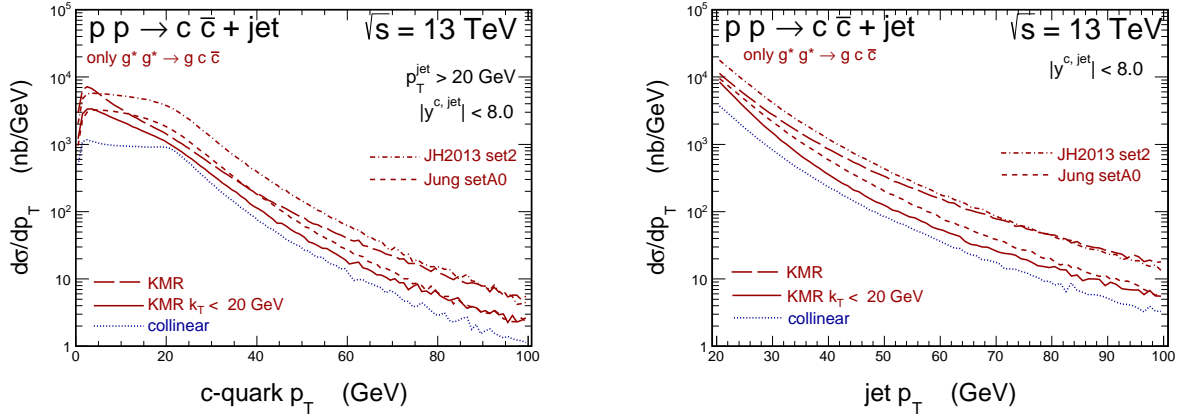 p p → c c̄ + jet √s = 13 TeV
only g* g* → g c c̄
p_T^jet > 20 GeV
|y^{c, jet}| < 8.0
JH2013 set2
Jung setA0
KMR
KMR k_T < 20 GeV
collinear
dσ/dp_T (nb/GeV)
10^5
10^4
10^3
10^2
10
1
0 20 40 60 80 100
c-quark p_T (GeV)
p p → c c̄ + jet √s = 13 TeV
only g* g* → g c c̄
|y^{c, jet}| < 8.0
JH2013 set2
Jung setA0
KMR
KMR k_T < 20 GeV
collinear
dσ/dp_T (nb/GeV)
10^5
10^4
10^3
10^2
10
1
20 30 40 50 60 70 80 90 100
jet p_T (GeV)